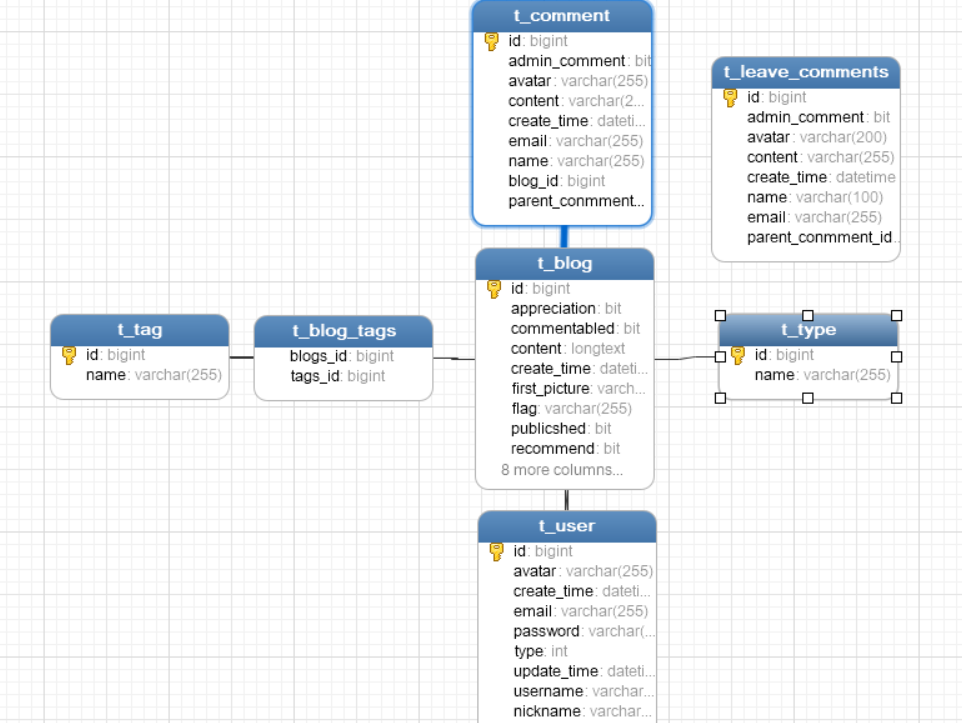 t_comment
id: bigint
admin_comment: bit
avatar: varchar(255)
content: varchar(2...
create_time: dateti...
email: varchar(255)
name: varchar(255)
blog_id: bigint
parent_conmment...
t_leave_comments
id: bigint
admin_comment: bit
avatar: varchar(200)
content: varchar(255)
create_time: datetime
name: varchar(100)
email: varchar(255)
parent_conmment_id
t_blog
id: bigint
appreciation: bit
commentabled: bit
content: longtext
create_time: dateti...
first_picture: varch...
flag: varchar(255)
publicshed: bit
recommend: bit
8 more columns...
t_tag
id: bigint
name: varchar(255)
t_blog_tags
blogs_id: bigint
tags_id: bigint
t_type
id: bigint
name: varchar(255)
t_user
id: bigint
avatar: varchar(255)
create_time: dateti...
email: varchar(255)
password: varchar(...
type: int
update_time: dateti...
username: varchar...
nickname: varchar...